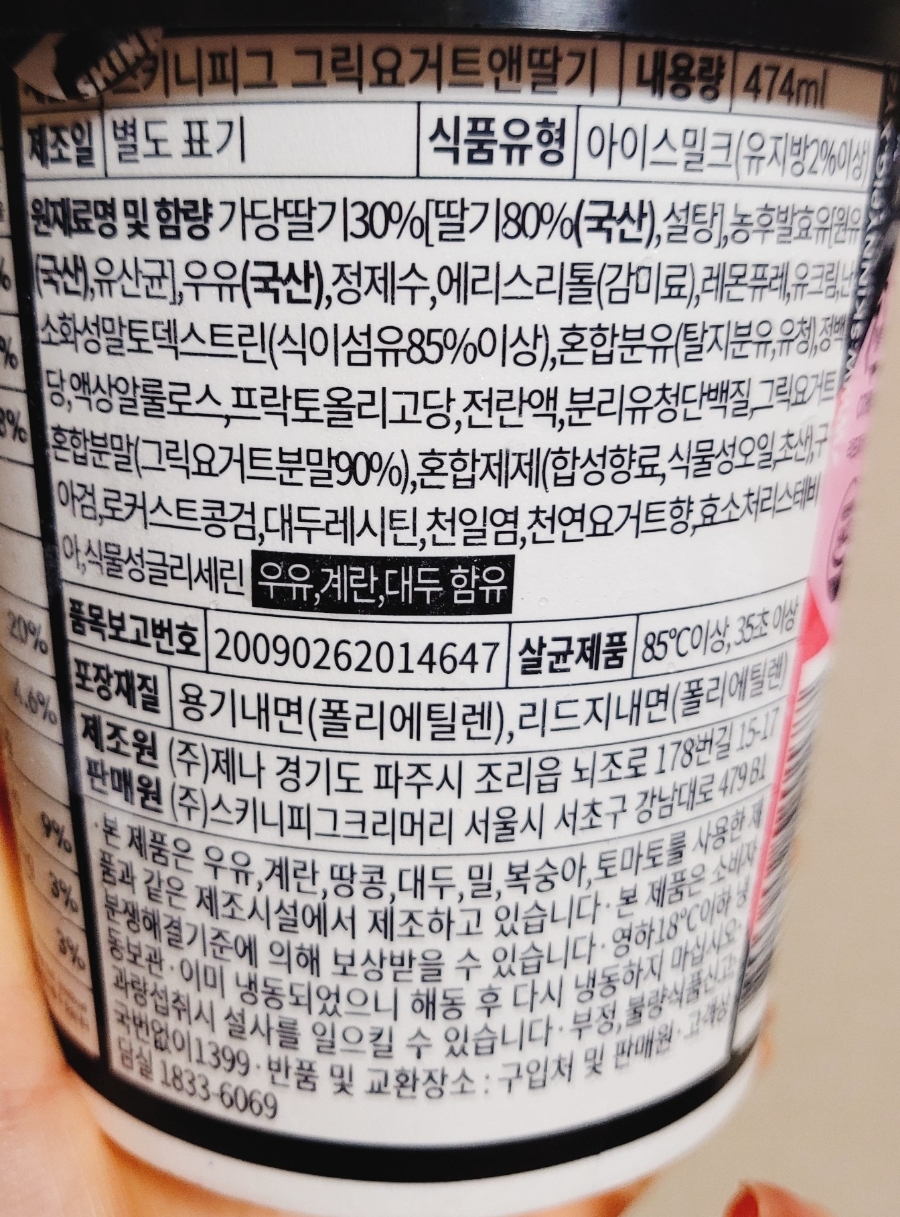 스키니피그 그릭요거트앤딸기 내용량 474ml
제조일 별도 표기 식품유형 아이스밀크(유지방2%이상)
원재료명 및 함량 가당딸기30%[딸기80%(국산),설탕],농후발효유[원유
(국산),유산균],우유(국산),정제수,에리스리톨(감미료),레몬퓨레,유크림,난
소화성말토덱스트린(식이섬유85%이상),혼합분유(탈지분유,유청),정백
당,액상알룰로스,프락토올리고당,전란액,분리유청단백질,그릭요거트
혼합분말(그릭요거트분말90%),혼합제제(합성향료,식물성오일,초산),구
아검,로커스트콩검,대두레시틴,천일염,천연요거트향,효소처리스테비
아,식물성글리세린 우유,계란,대두 함유
품목보고번호 20090262014647 살균제품 85℃이상, 35초 이상
포장재질 용기내면(폴리에틸렌),리드지내면(폴리에틸렌)
제조원 (주)제나 경기도 파주시 조리읍 뇌조로 178번길 15-17
판매원 (주)스키니피그크리머리 서울시 서초구 강남대로 479 B1
·본 제품은 우유,계란,땅콩,대두,밀,복숭아,토마토를 사용한 제
품과 같은 제조시설에서 제조하고 있습니다·본 제품은 소비자
분쟁해결기준에 의해 보상받을 수 있습니다·영하18℃이하 냉
동보관·이미 냉동되었으니 해동 후 다시 냉동하지 마십시오·
과량섭취시 설사를 일으킬 수 있습니다·부정,불량식품신고:
국번없이1399·반품 및 교환장소 : 구입처 및 판매원·고객상
담실 1833-6069
20%
9%
3%
3%